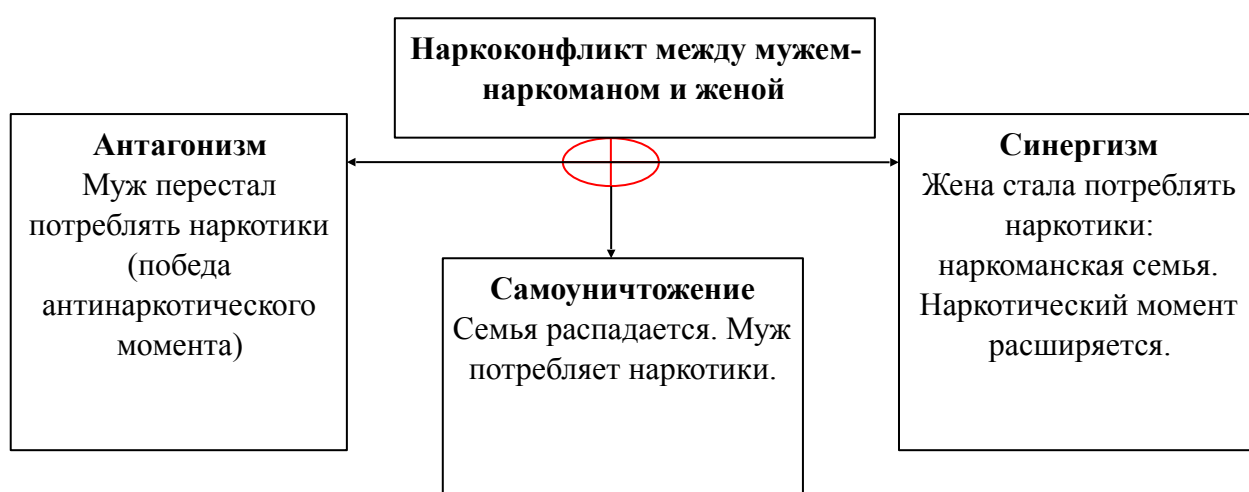 Наркоконфликт между мужем-
наркоманом и женой
Антагонизм
Муж перестал
потреблять наркотики
(победа
антинаркотического
момента)
Самоуничтожение
Семья распадается. Муж
потребляет наркотики.
Синергизм
Жена стала потреблять
наркотики:
наркоманская семья.
Наркотический момент
расширяется.